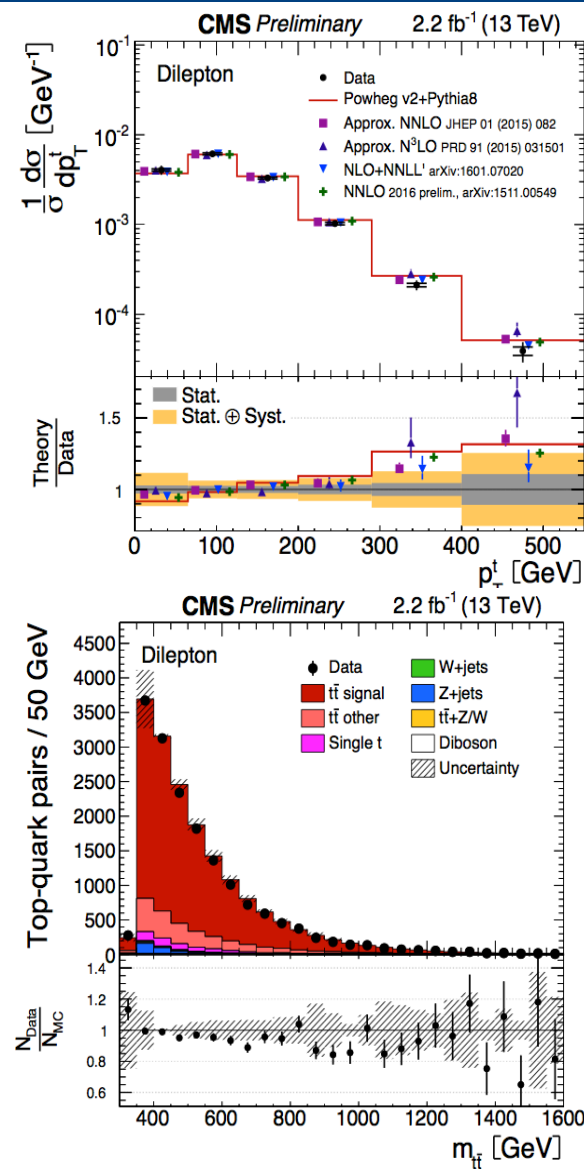 CMS Preliminary 2.2 fb⁻¹ (13 TeV)
10⁻¹
Dilepton
Data
Powheg v2+Pythia8
Approx. NNLO JHEP 01 (2015) 082
Approx. N³LO PRD 91 (2015) 031501
NLO+NNLL' arXiv:1601.07020
NNLO 2016 prelim., arXiv:1511.00549
1/σ dσ/dp_T^t [GeV⁻¹]
10⁻²
10⁻³
10⁻⁴
Stat.
Stat. ⊕ Syst.
Theory
Data
1.5
1
0 100 200 300 400 500
p_T^t [GeV]
CMS Preliminary 2.2 fb⁻¹ (13 TeV)
Dilepton
Data
tt̄ signal
tt̄ other
Single t
W+jets
Z+jets
tt̄+Z/W
Diboson
Uncertainty
Top-quark pairs / 50 GeV
4500
4000
3500
3000
2500
2000
1500
1000
500
0
N_Data
N_MC
1.4
1.2
1
0.8
0.6
400 600 800 1000 1200 1400 1600
m_tt̄ [GeV]